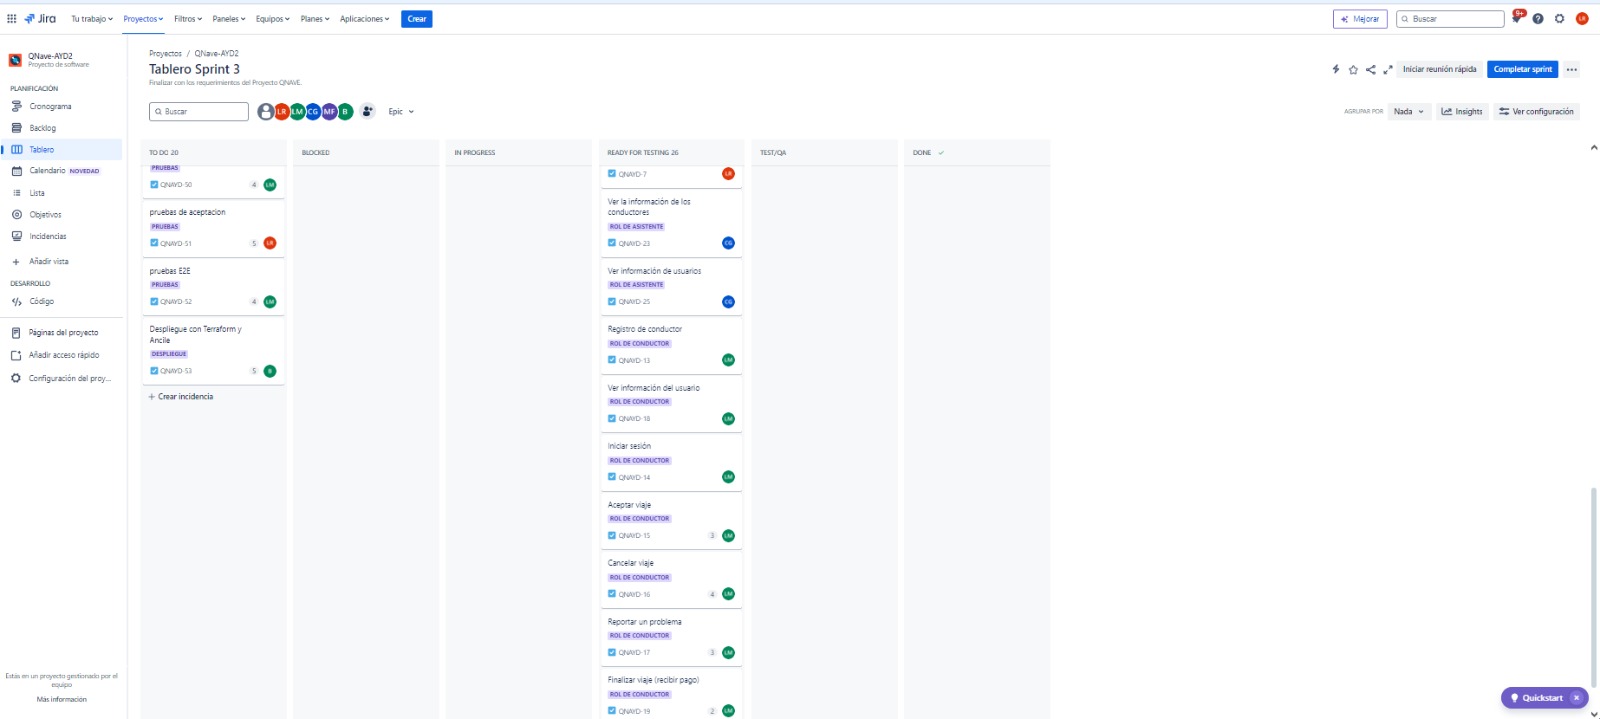 Jira
Tu trabajo
Proyectos
Filtros
Paneles
Equipos
Planes
Aplicaciones
Crear
Mejorar
Buscar
9+
LR
QNave-AYD2
Proyecto de software
PLANIFICACIÓN
Cronograma
Backlog
Tablero
Calendario NOVEDAD
Lista
Objetivos
Incidencias
Añadir vista
DESARROLLO
Código
Páginas del proyecto
Añadir acceso rápido
Configuración del proy...
Estás en un proyecto gestionado por el
equipo
Más información
Proyectos / QNave-AYD2
Tablero Sprint 3
Finalizar con los requerimientos del Proyecto QNAVE.
Iniciar reunión rápida
Completar sprint
Buscar
LR LM CG MF B
Epic
AGRUPAR POR
Nada
Insights
Ver configuración
TO DO 20
PRUEBAS
QNAYD-50 4 LM
pruebas de aceptacion
PRUEBAS
QNAYD-51 5 LR
pruebas E2E
PRUEBAS
QNAYD-52 4 LM
Despliegue con Terraform y
Ancile
DESPLIEGUE
QNAYD-53 5 B
+ Crear incidencia
BLOCKED
IN PROGRESS
READY FOR TESTING 26
QNAYD-7 LR
Ver la información de los
conductores
ROL DE ASISTENTE
QNAYD-23 CG
Ver información de usuarios
ROL DE ASISTENTE
QNAYD-25 CG
Registro de conductor
ROL DE CONDUCTOR
QNAYD-13 LM
Ver información del usuario
ROL DE CONDUCTOR
QNAYD-18 LM
Iniciar sesión
ROL DE CONDUCTOR
QNAYD-14 LM
Aceptar viaje
ROL DE CONDUCTOR
QNAYD-15 3 LM
Cancelar viaje
ROL DE CONDUCTOR
QNAYD-16 4 LM
Reportar un problema
ROL DE CONDUCTOR
QNAYD-17 3 LM
Finalizar viaje (recibir pago)
ROL DE CONDUCTOR
QNAYD-19 2 LM
TEST/QA
DONE
Quickstart